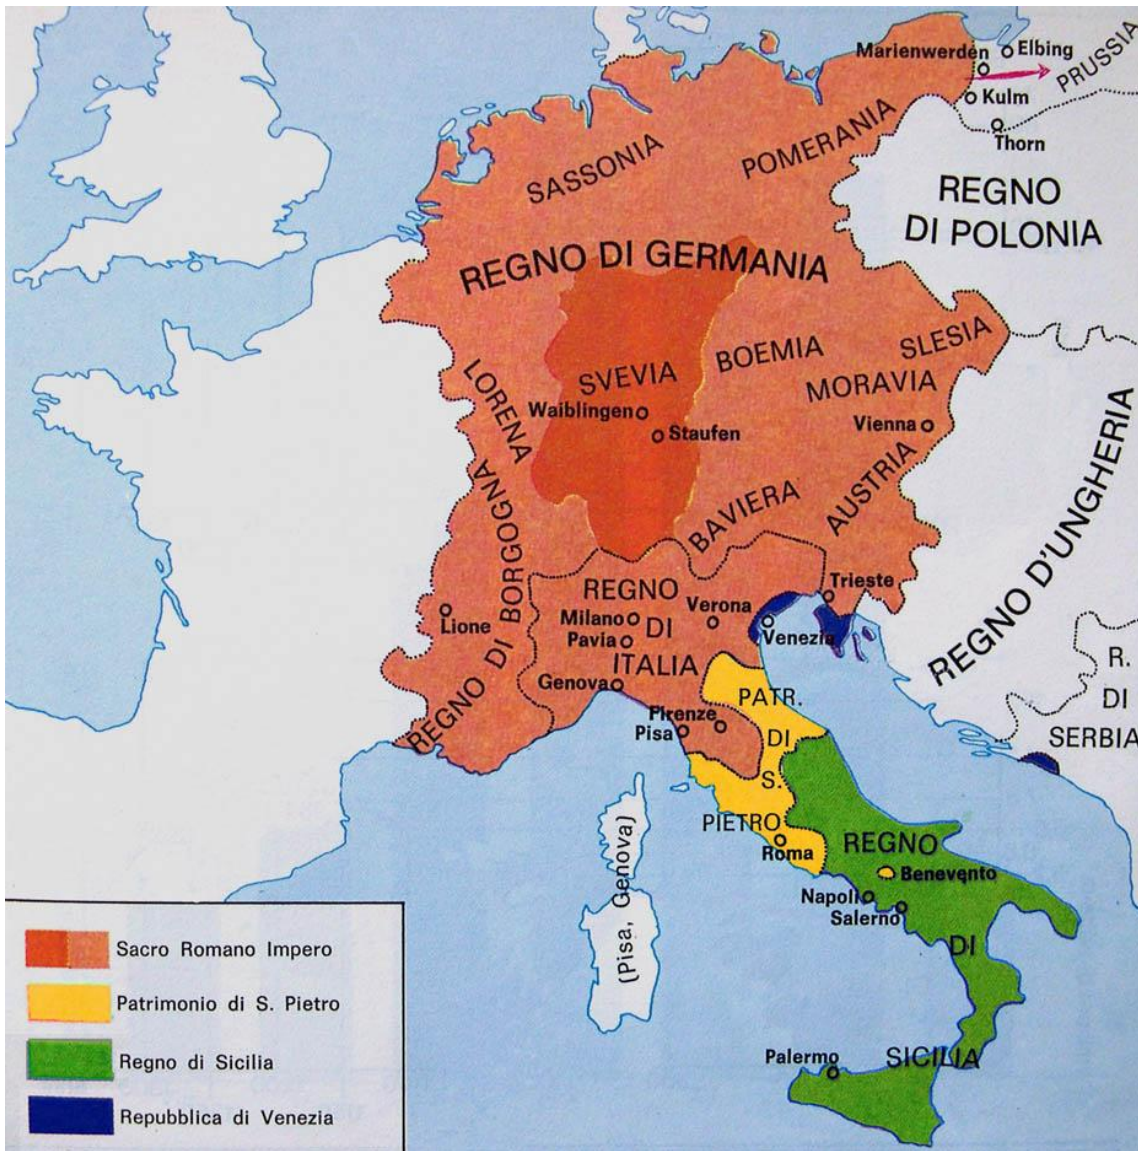 Marienwerden
Elbing
PRUSSIA
Kulm
Thorn
SASSONIA
POMERANIA
REGNO
DI POLONIA
REGNO DI GERMANIA
LORENA
SVEVIA
BOEMIA
SLESIA
MORAVIA
Waiblingen
Staufen
Vienna
AUSTRIA
BAVIERA
REGNO D'UNGHERIA
REGNO DI BORGOGNA
Lione
REGNO
DI
ITALIA
Milano
Pavia
Verona
Trieste
Venezia
Genova
Firenze
Pisa
PATR.
DI
S.
PIETRO
Roma
R.
DI
SERBIA
(Pisa, Genova)
REGNO
DI
SICILIA
Benevento
Napoli
Salerno
Palermo
Sacro Romano Impero
Patrimonio di S. Pietro
Regno di Sicilia
Repubblica di Venezia